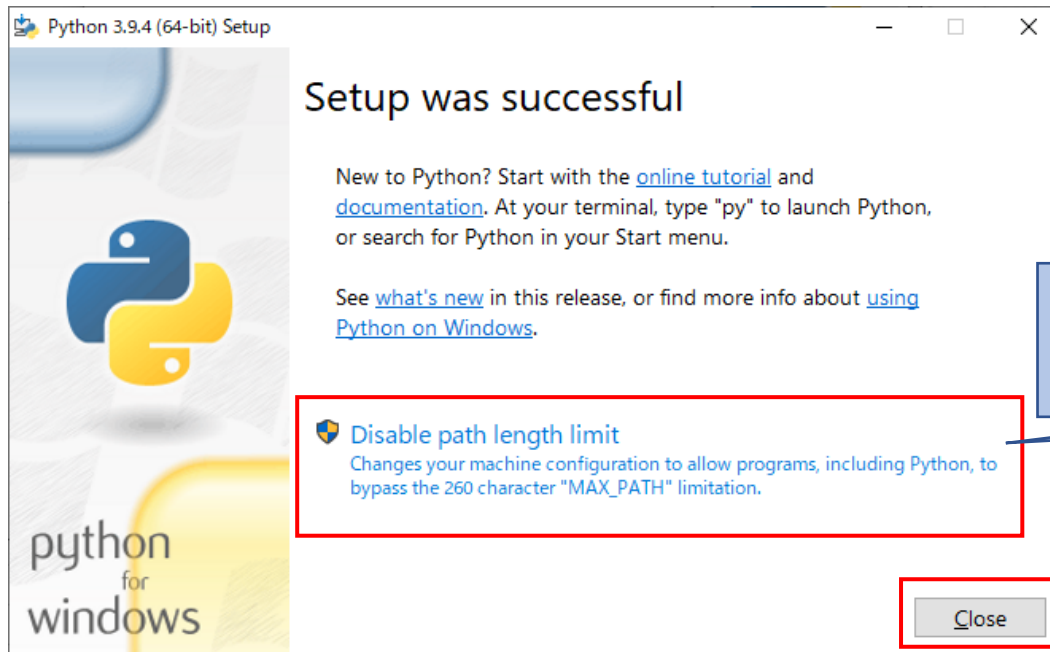 Python 3.9.4 (64-bit) Setup
Setup was successful
New to Python? Start with the online tutorial and
documentation. At your terminal, type "py" to launch Python,
or search for Python in your Start menu.
See what's new in this release, or find more info about using
Python on Windows.
Disable path length limit
Changes your machine configuration to allow programs, including Python, to
bypass the 260 character "MAX_PATH" limitation.
python
for
windows
Close